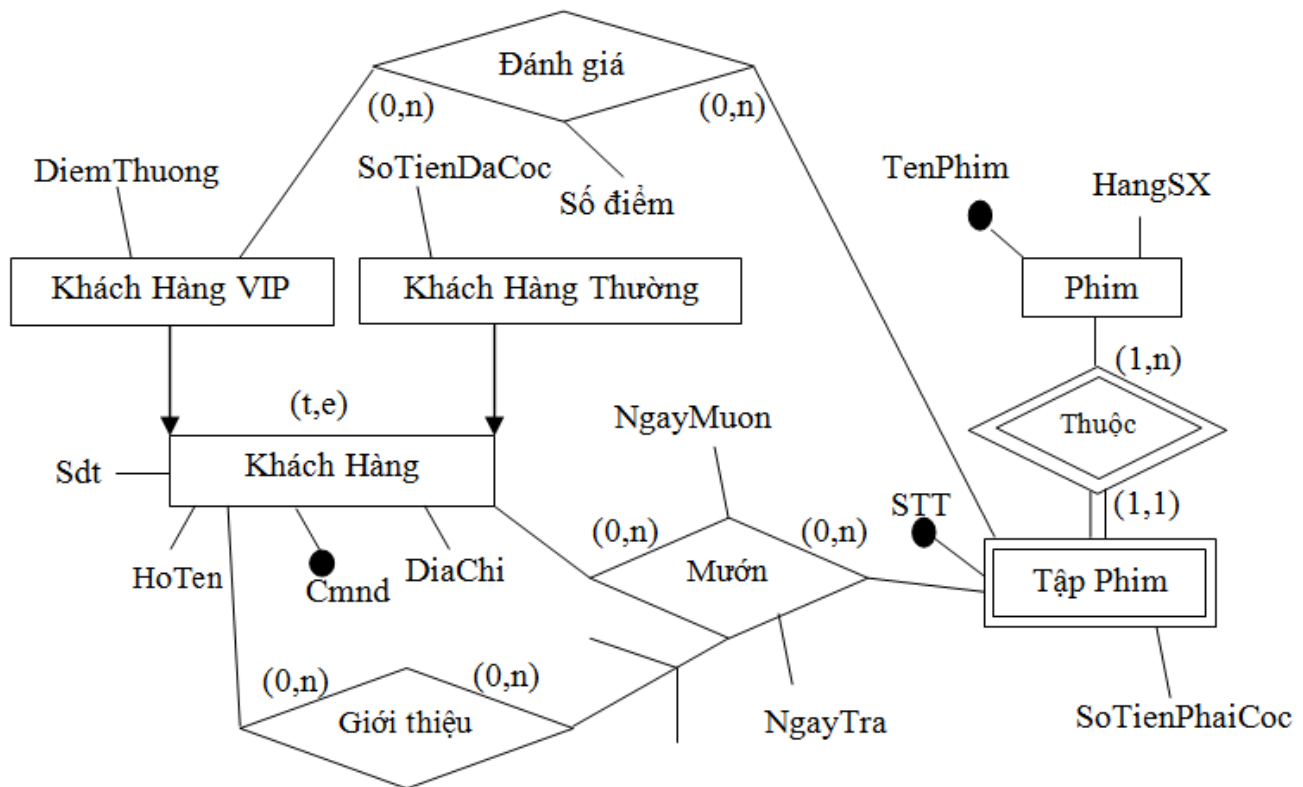 Đánh giá
(0,n)
(0,n)
DiemThuong
SoTienDaCoc
Số điểm
TenPhim
HangSX
Khách Hàng VIP
Khách Hàng Thường
Phim
(1,n)
(t,e)
NgayMuon
Thuộc
Sdt
Khách Hàng
(0,n)
(0,n)
STT
(1,1)
HoTen
Cmnd
DiaChi
Mướn
Tập Phim
(0,n)
(0,n)
Giới thiệu
NgayTra
SoTienPhaiCoc